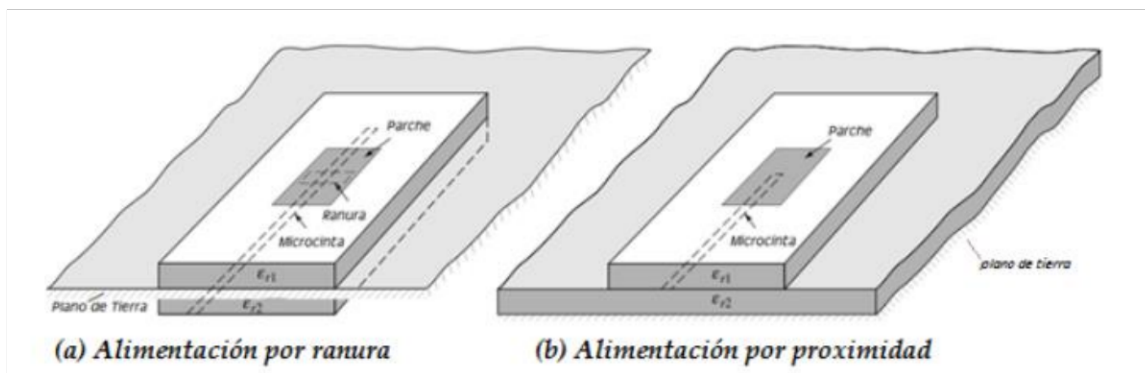 Parche
Ranura
Microcinta
εr1
Plano de Tierra
εr2
(a) Alimentación por ranura
Parche
Microcinta
plano de tierra
εr1
εr2
(b) Alimentación por proximidad